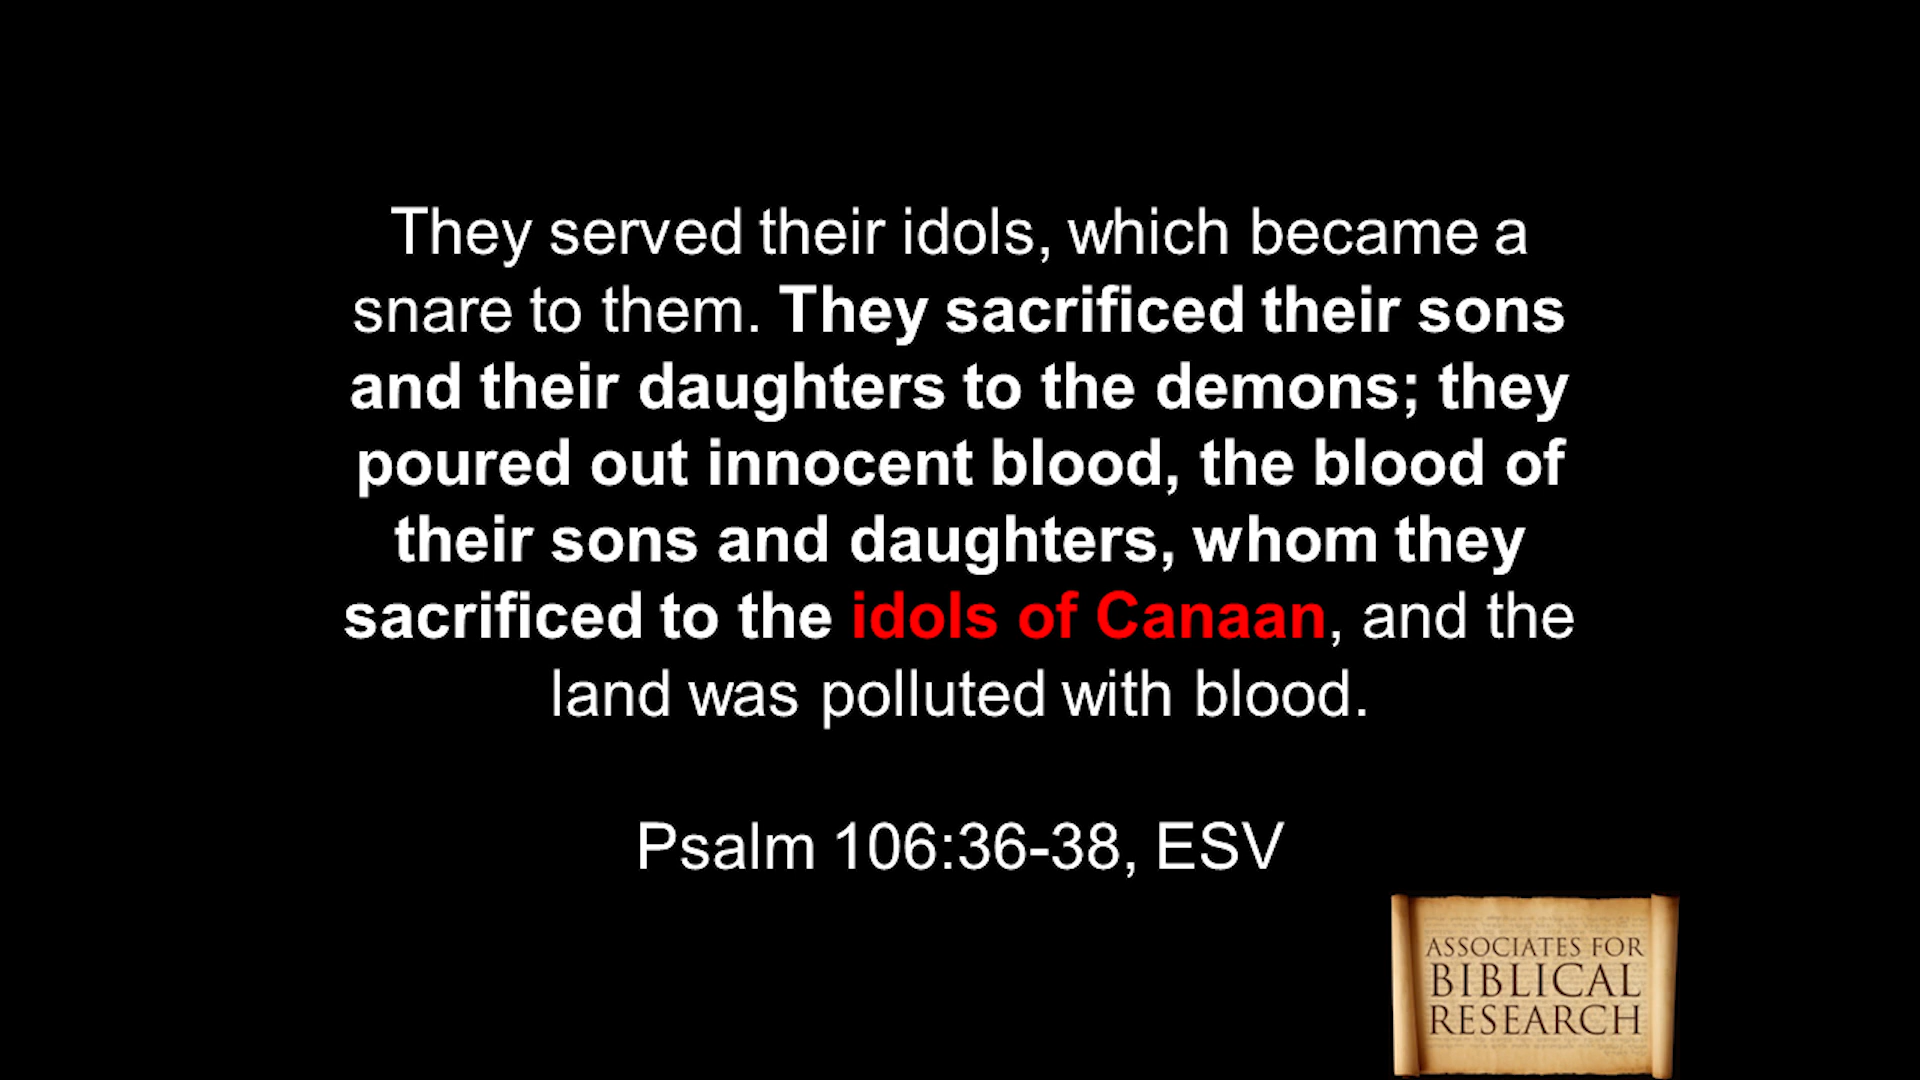 They served their idols, which became a
snare to them. They sacrificed their sons
and their daughters to the demons; they
poured out innocent blood, the blood of
their sons and daughters, whom they
sacrificed to the idols of Canaan, and the
land was polluted with blood.
Psalm 106:36-38, ESV
ASSOCIATES FOR
BIBLICAL
RESEARCH